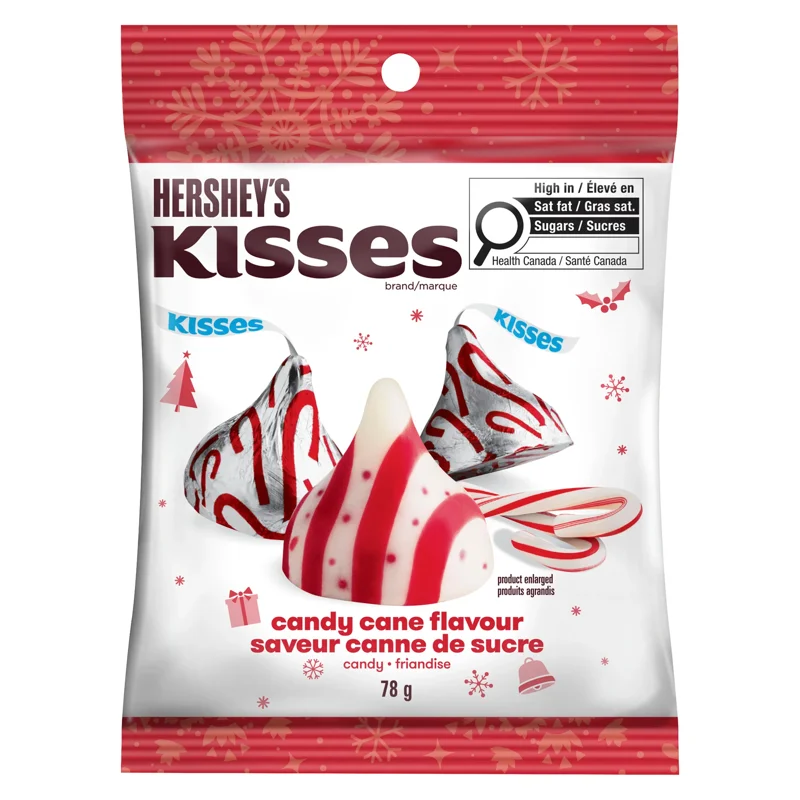 HERSHEY'S
KISSES
brand/marque
High in / Élevé en
Sat fat / Gras sat.
Sugars / Sucres
Health Canada / Santé Canada
KISSES
KISSES
product enlarged
produits agrandis
candy cane flavour
saveur canne de sucre
candy • friandise
78 g